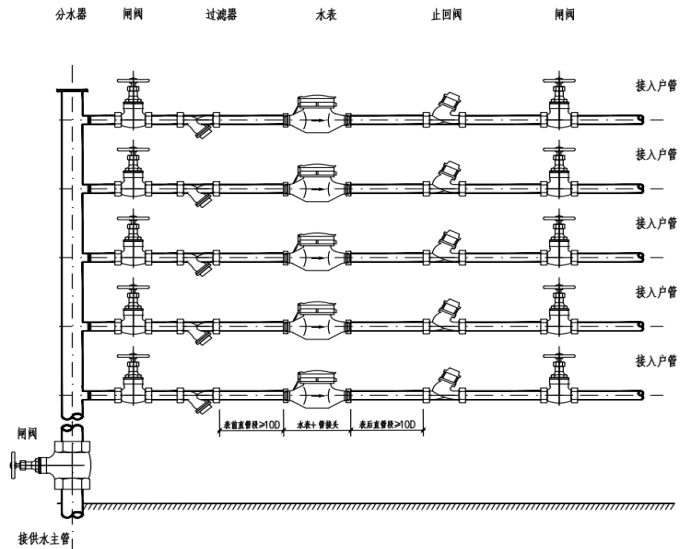 分水器 闸阀 过滤器 水表 止回阀 闸阀
接入户管
接入户管
接入户管
接入户管
接入户管
表前直管段≥10D 水表+管接头 表后直管段≥10D
闸阀
接供水主管